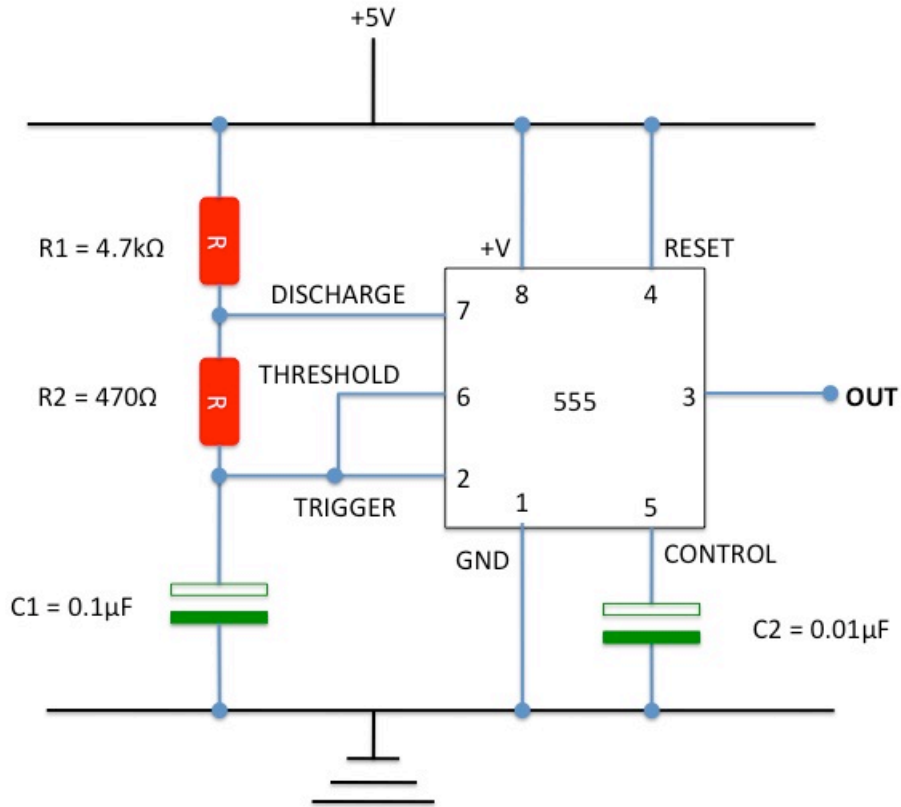 +5V
R1 = 4.7kΩ
R
+V
RESET
DISCHARGE
8
4
7
R2 = 470Ω
R
THRESHOLD
6
555
3
OUT
2
TRIGGER
1
5
GND
CONTROL
C1 = 0.1μF
C2 = 0.01μF